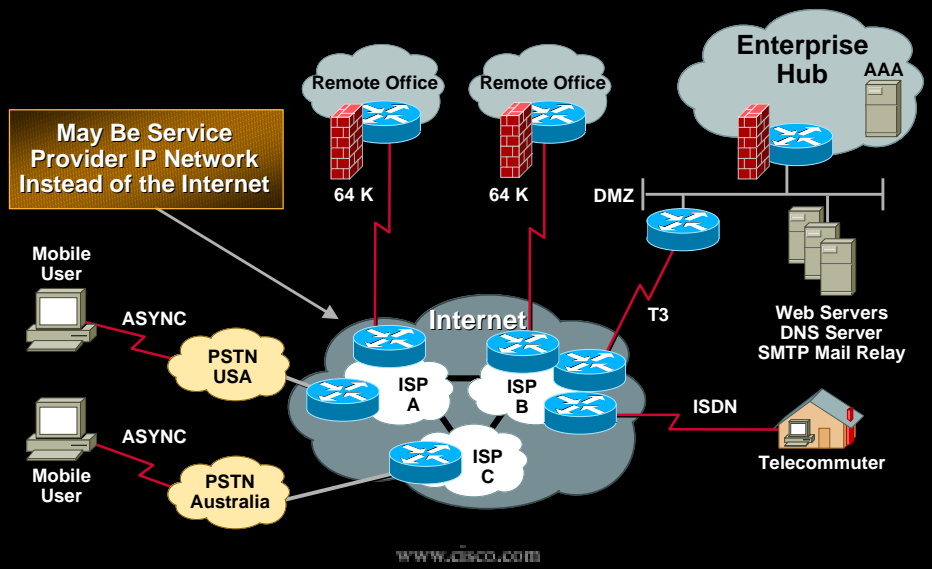 Enterprise
Hub
AAA
Remote Office
Remote Office
May Be Service
Provider IP Network
Instead of the Internet
64 K
64 K
DMZ
Mobile
User
ASYNC
Internet
T3
Web Servers
DNS Server
SMTP Mail Relay
PSTN
USA
ISP
A
ISP
B
ISDN
Mobile
User
ASYNC
PSTN
Australia
ISP
C
Telecommuter
www.cisco.com